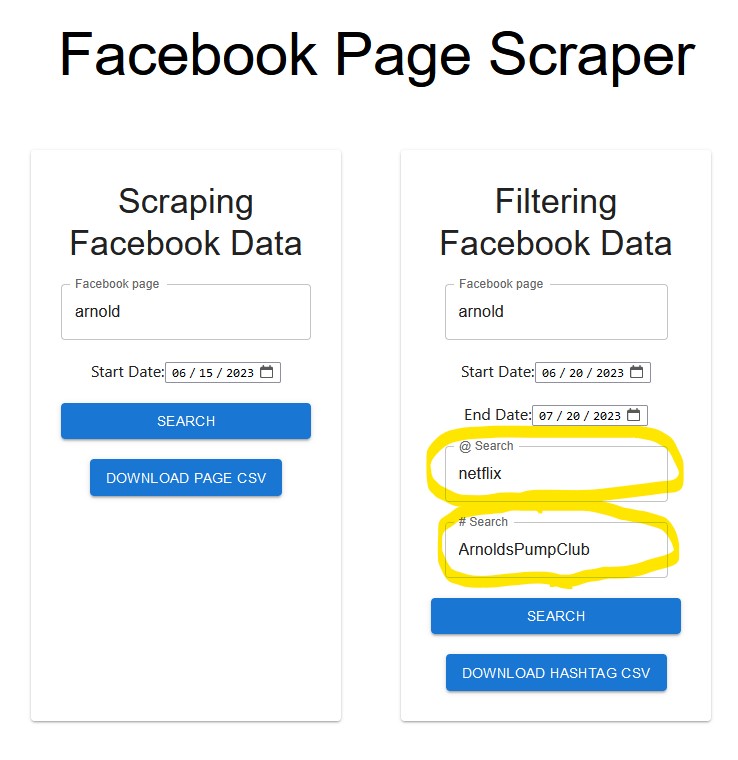 Facebook Page Scraper
Scraping
Facebook Data
Facebook page
arnold
Start Date: 06/15/2023
SEARCH
DOWNLOAD PAGE CSV
Filtering
Facebook Data
Facebook page
arnold
Start Date: 06/20/2023
End Date: 07/20/2023
@ Search
netflix
# Search
ArnoldsPumpClub
SEARCH
DOWNLOAD HASHTAG CSV